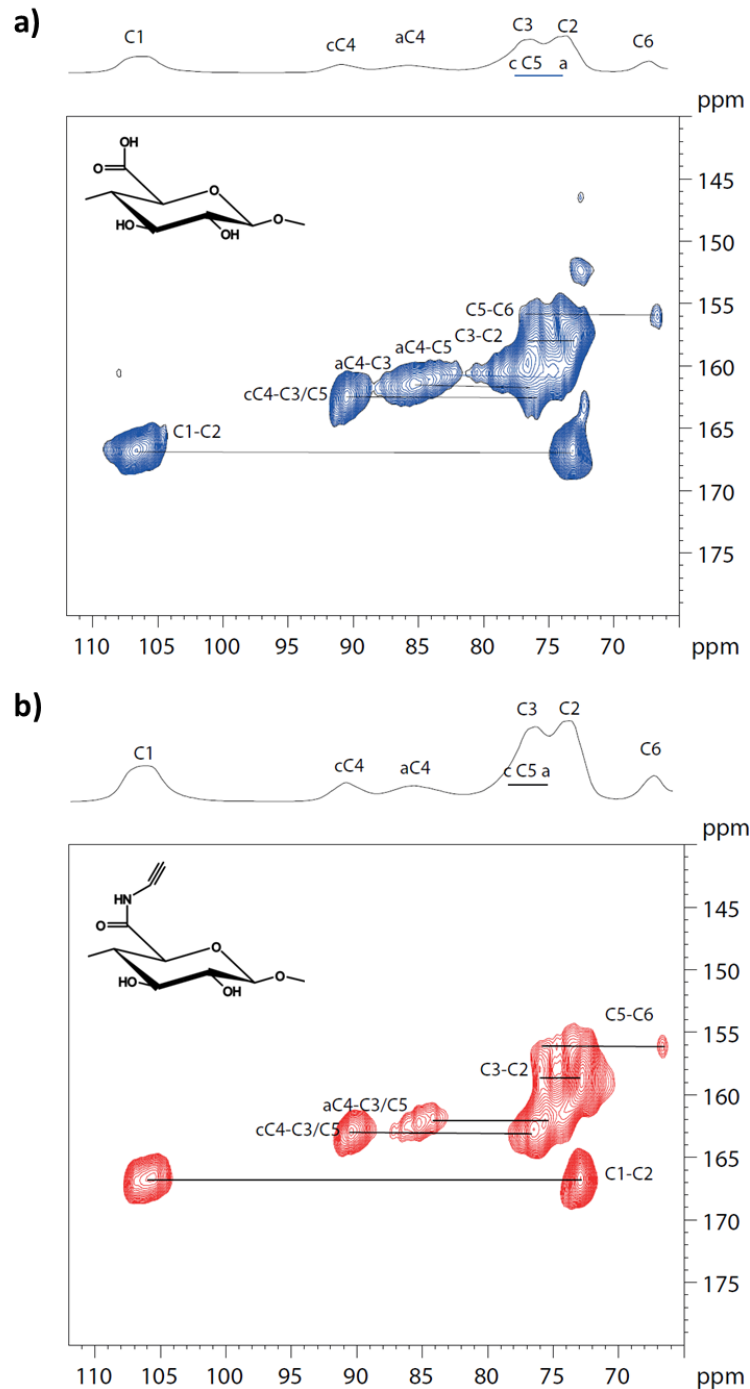 a)
C1 cC4 aC4 C3 C2 C6
c C5 a
ppm
OH
O
O
HO OH O
145
150
155
160
165
170
175
C5-C6
C3-C2
aC4-C5
aC4-C3
cC4-C3/C5
C1-C2
110 105 100 95 90 85 80 75 70 ppm
b)
C1 cC4 aC4 C3 C2 C6
c C5 a
ppm
HN
O
O
HO OH O
145
150
155
160
165
170
175
C5-C6
C3-C2
aC4-C3/C5
cC4-C3/C5
C1-C2
110 105 100 95 90 85 80 75 70 ppm